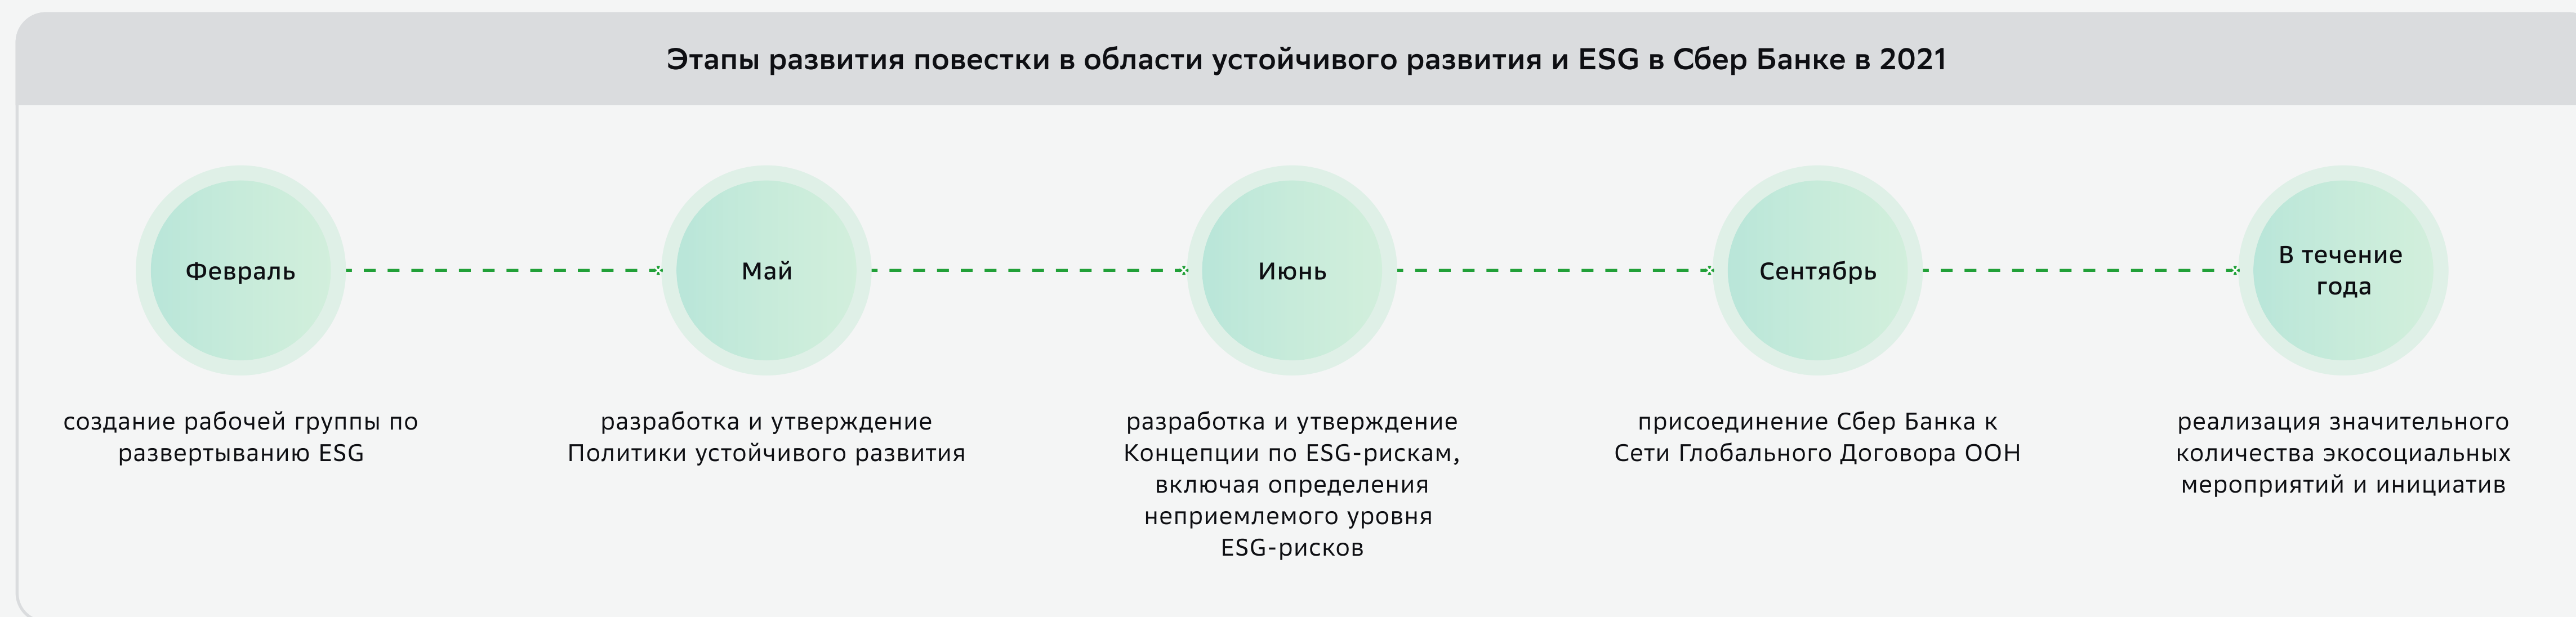 Этапы развития повестки в области устойчивого развития и ESG в Сбер Банке в 2021
Февраль
создание рабочей группы по
развертыванию ESG
Май
разработка и утверждение
Политики устойчивого развития
Июнь
разработка и утверждение
Концепции по ESG-рискам,
включая определения
неприемлемого уровня
ESG-рисков
Сентябрь
присоединение Сбер Банка к
Сети Глобального Договора ООН
В течение
года
реализация значительного
количества экосоциальных
мероприятий и инициатив